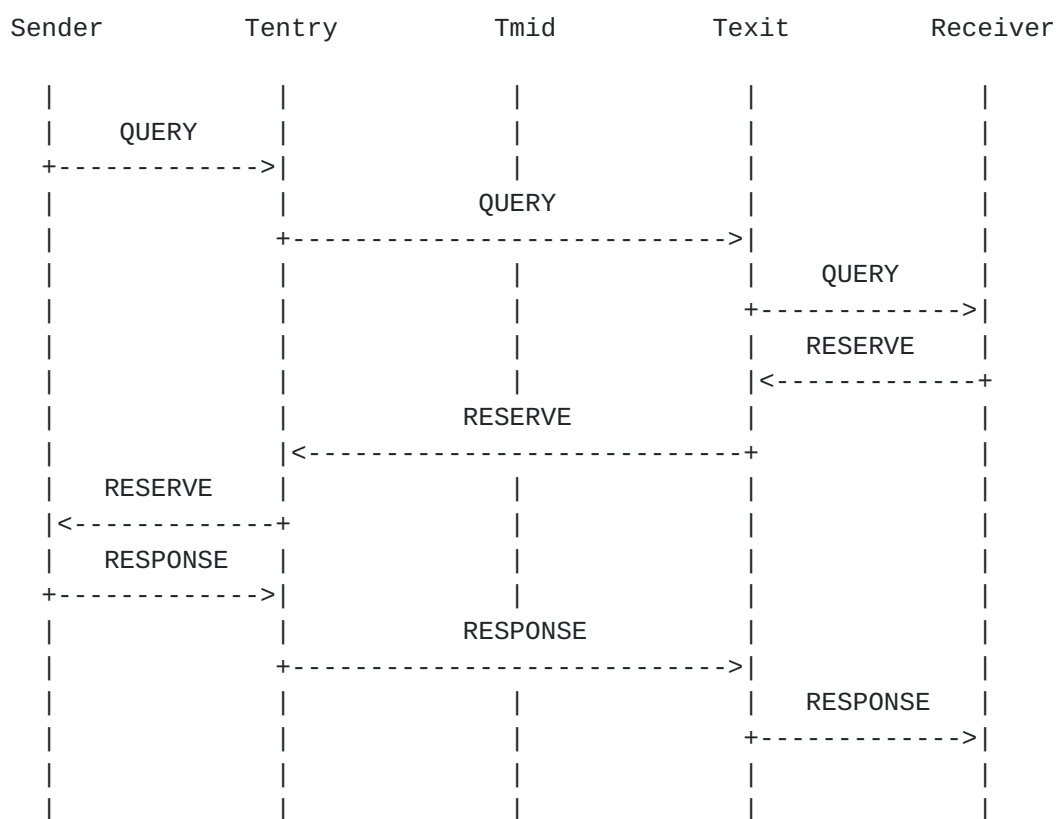 Sender Tentry Tmid Texit Receiver
QUERY
QUERY
QUERY
RESERVE
RESERVE
RESERVE
RESPONSE
RESPONSE
RESPONSE